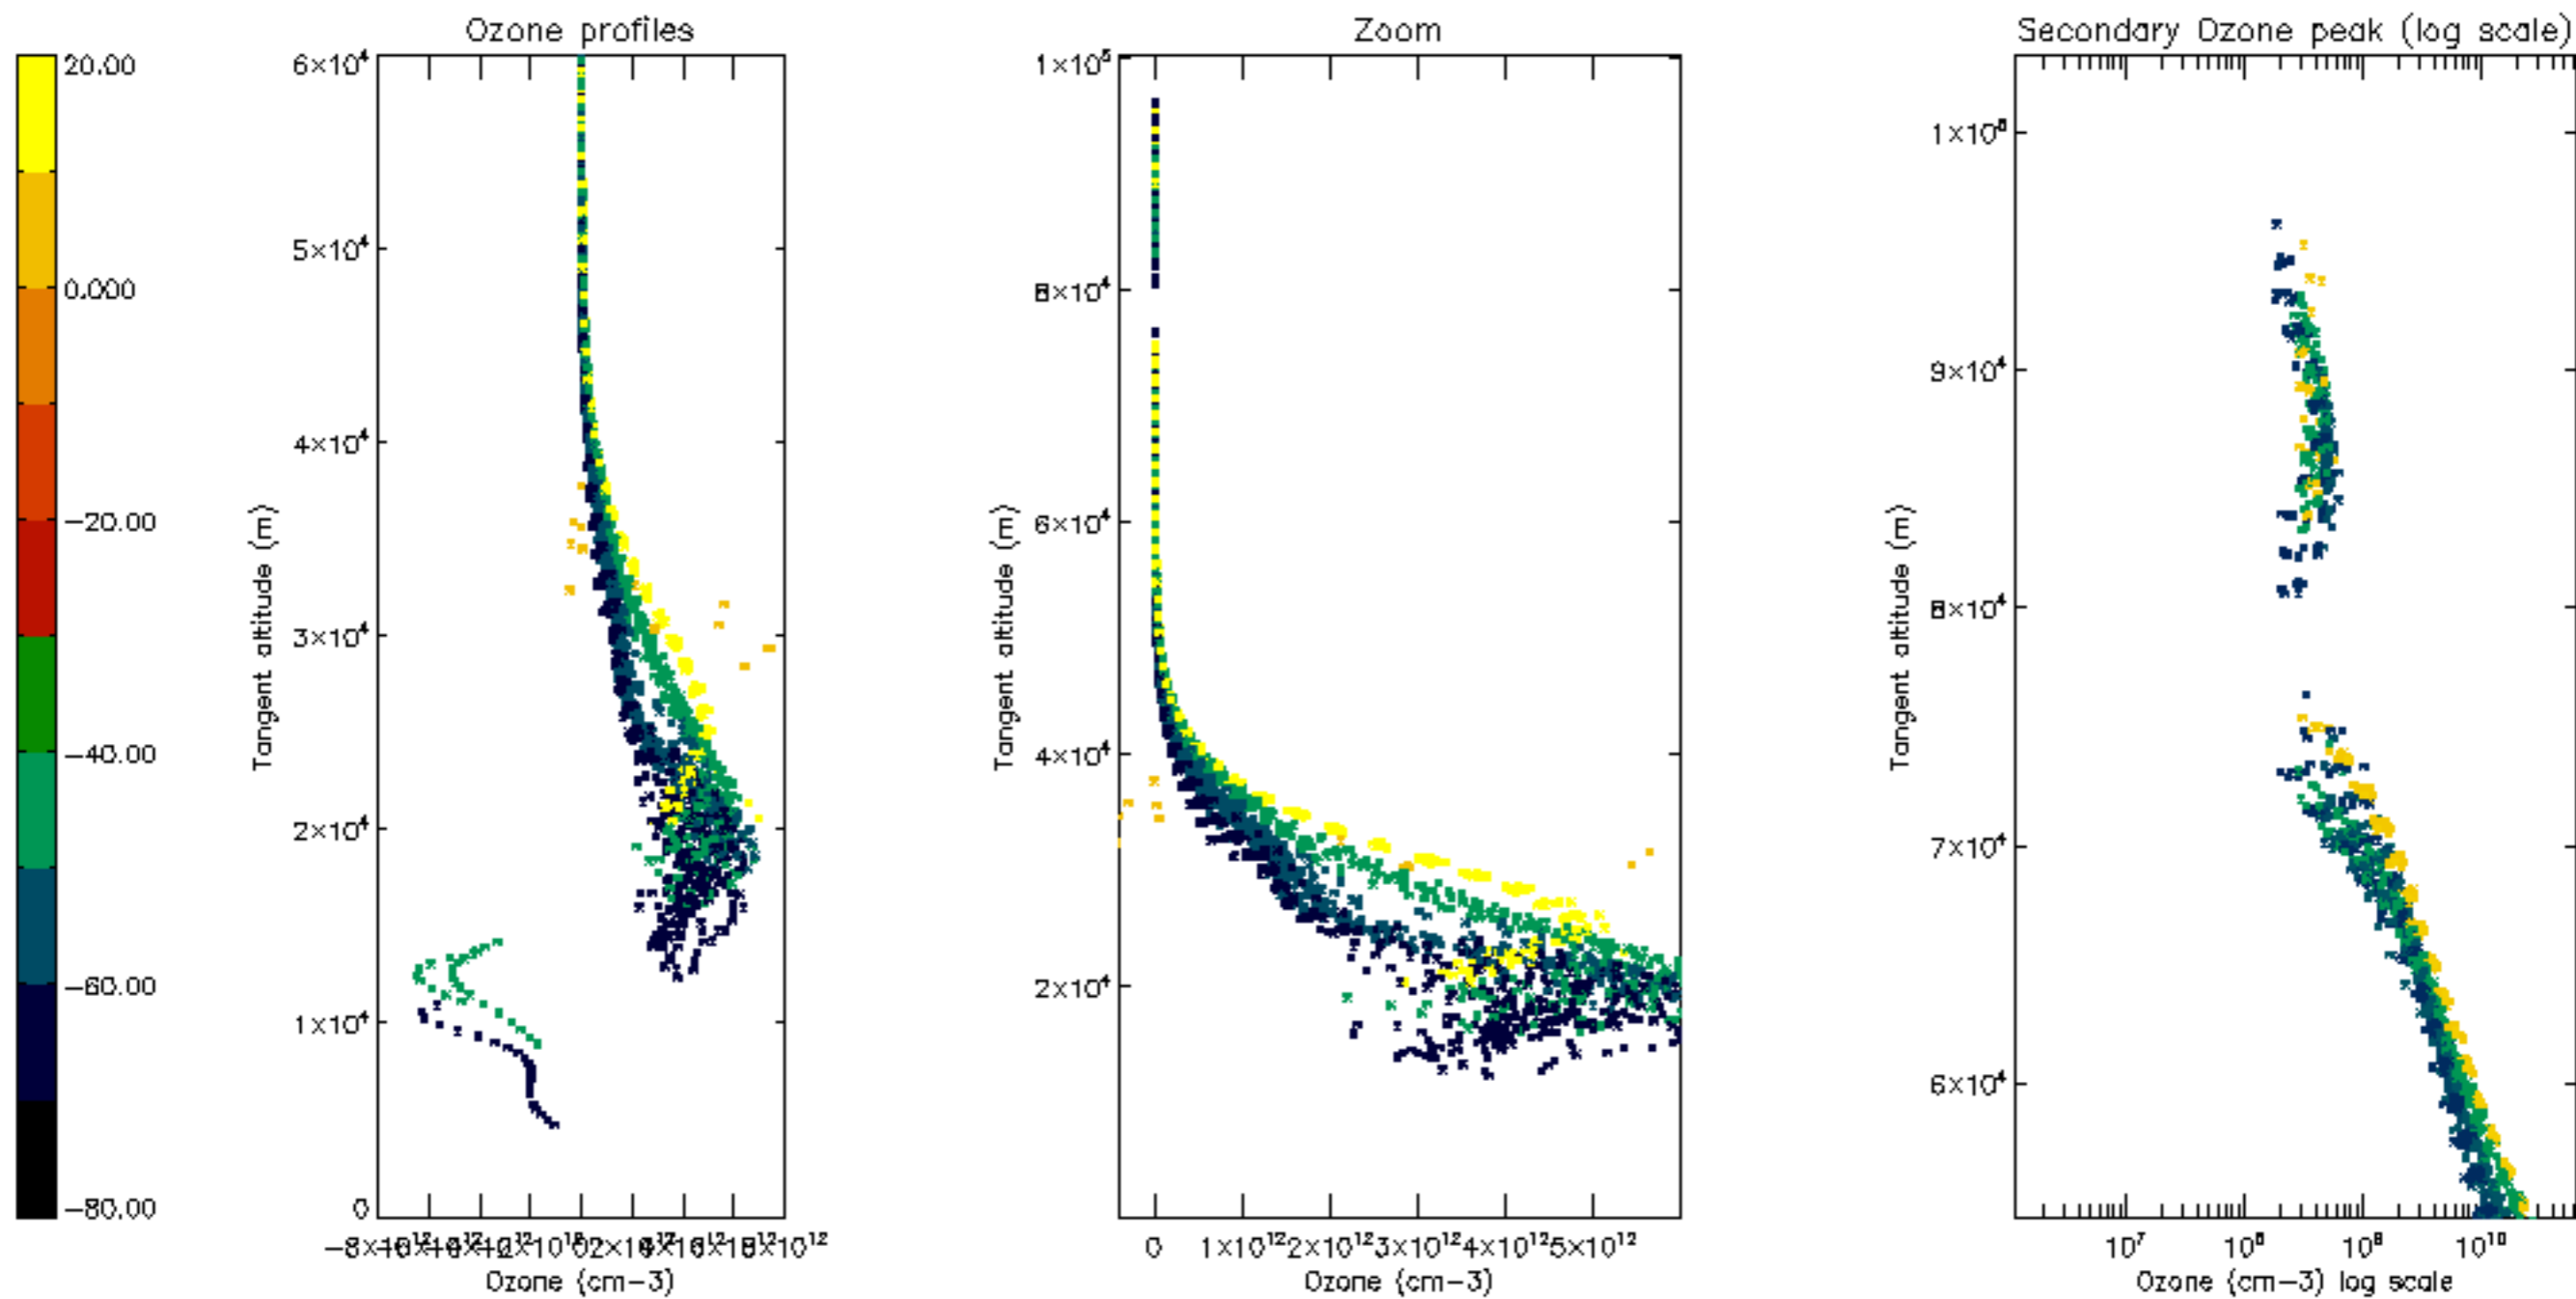 Ozone profiles
Zoom
Secondary Ozone peak (log scale)
20.00
0.000
−20.00
−40.00
−60.00
−80.00
6×10⁴
5×10⁴
4×10⁴
3×10⁴
2×10⁴
1×10⁴
0
Tangent altitude (m)
Ozone (cm−3)
1×10⁵
8×10⁴
6×10⁴
4×10⁴
2×10⁴
Tangent altitude (m)
0 1×10¹² 2×10¹² 3×10¹² 4×10¹² 5×10¹²
Ozone (cm−3)
9×10⁴
8×10⁴
7×10⁴
6×10⁴
Tangent altitude (m)
10⁷ 10⁸ 10⁹ 10¹⁰
Ozone (cm−3) log scale